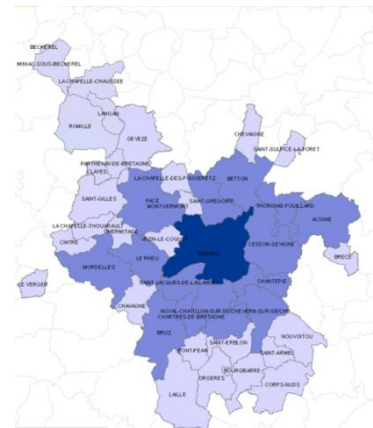 BECHEREL
MINIAC-SOUS-BECHEREL
LA CHAPELLE-CHAUSSEE
LANGAN
ROMILLE
GEVEZE
CHEVAIGNE
SAINT-SULPICE-LA-FORET
PARTHENAY-DE-BRETAGNE
CLAYES
LA CHAPELLE-DES-FOUGERETZ
BETTON
SAINT-GILLES
PACE
MONTGERMONT
SAINT-GREGOIRE
THORIGNE-FOUILLARD
ACIGNE
LA CHAPELLE-THOUARAULT
L'HERMITAGE
CINTRE
VEZIN-LE-COQUET
RENNES
CESSON-SEVIGNE
BRECE
MORDELLES
LE RHEU
LE VERGER
SAINT-JACQUES-DE-LA-LANDE
CHANTEPIE
CHAVAGNE
NOYAL-CHATILLON-SUR-SEICHE
VERN-SUR-SEICHE
CHARTRES-DE-BRETAGNE
BRUZ
NOUVOITOU
SAINT-ERBLON
PONT-PEAN
SAINT-ARMEL
BOURGBARRE
ORGERES
CORPS-NUDS
LAILLE